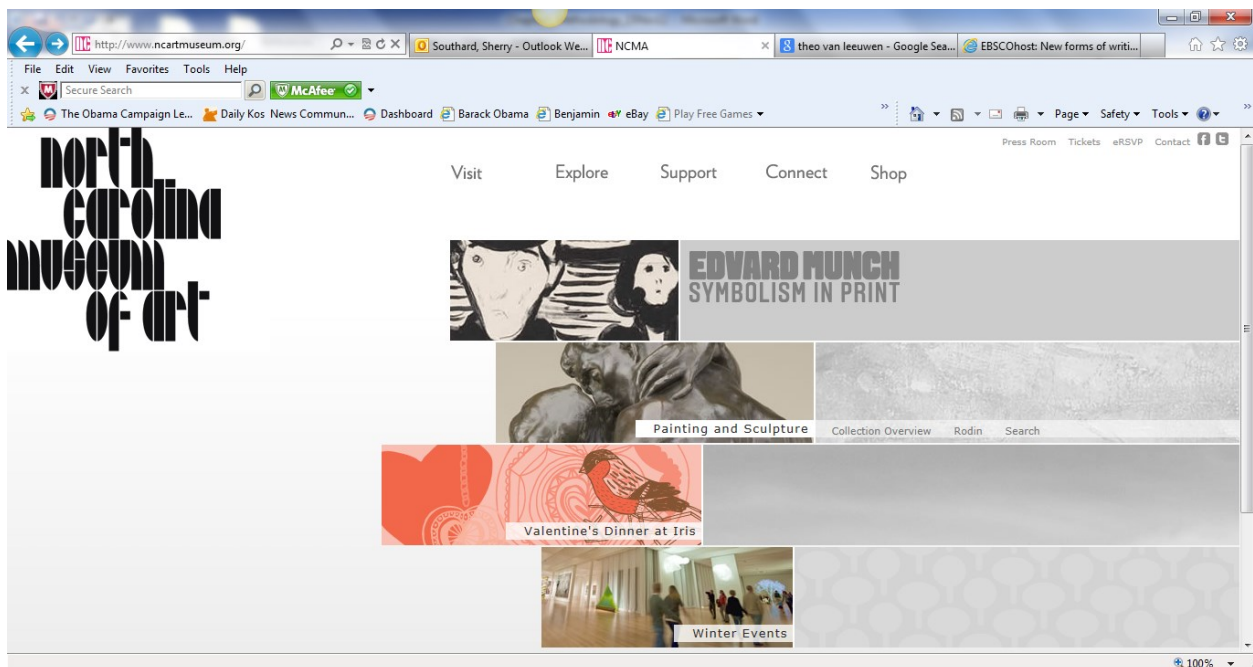 http://www.ncartmuseum.org/
Southard, Sherry - Outlook We...
NCMA
theo van leeuwen - Google Sea...
EBSCOhost: New forms of writi...
File Edit View Favorites Tools Help
x Secure Search McAfee
The Obama Campaign Le... Daily Kos News Commun... Dashboard Barack Obama Benjamin eBay Play Free Games Page Safety Tools
Press Room Tickets eRSVP Contact
north
carolina
museum
of art
Visit Explore Support Connect Shop
EDVARD MUNCH
SYMBOLISM IN PRINT
Painting and Sculpture Collection Overview Rodin Search
Valentine's Dinner at Iris
Winter Events
100%